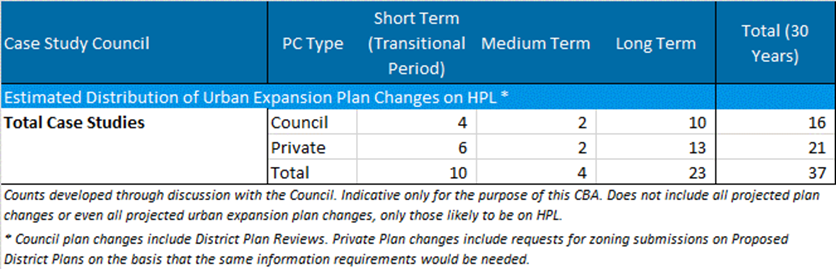 Case Study Council PC Type Short Term (Transitional Period) Medium Term Long Term Total (30 Years)
Estimated Distribution of Urban Expansion Plan Changes on HPL *
Total Case Studies Council 4 2 10 16
Private 6 2 13 21
Total 10 4 23 37
Counts developed through discussion with the Council. Indicative only for the purpose of this CBA. Does not include all projected plan
changes or even all projected urban expansion plan changes, only those likely to be on HPL.
* Council plan changes include District Plan Reviews. Private Plan changes include requests for zoning submissions on Proposed
District Plans on the basis that the same information requirements would be needed.